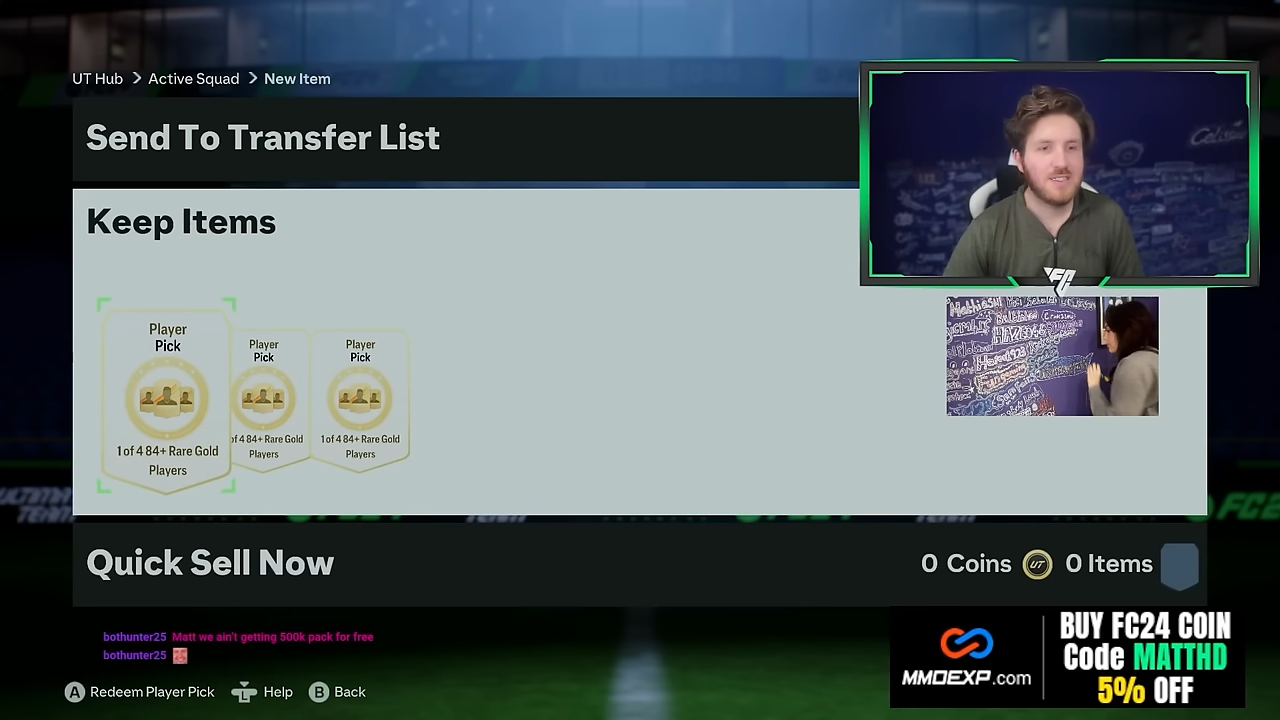 UT Hub > Active Squad > New Item
Send To Transfer List
Keep Items
Player
Pick
1 of 4 84+ Rare Gold
Players
Player
Pick
of 4 84+ Rare Gold
Players
Player
Pick
1 of 4 84+ Rare Gold
Players
Quick Sell Now
0 Coins UT 0 Items
bothunter25 Matt we ain't getting 500k pack for free
bothunter25
A Redeem Player Pick L Help B Back
MMOEXP.com
BUY FC24 COIN
Code MATTHD
5% OFF